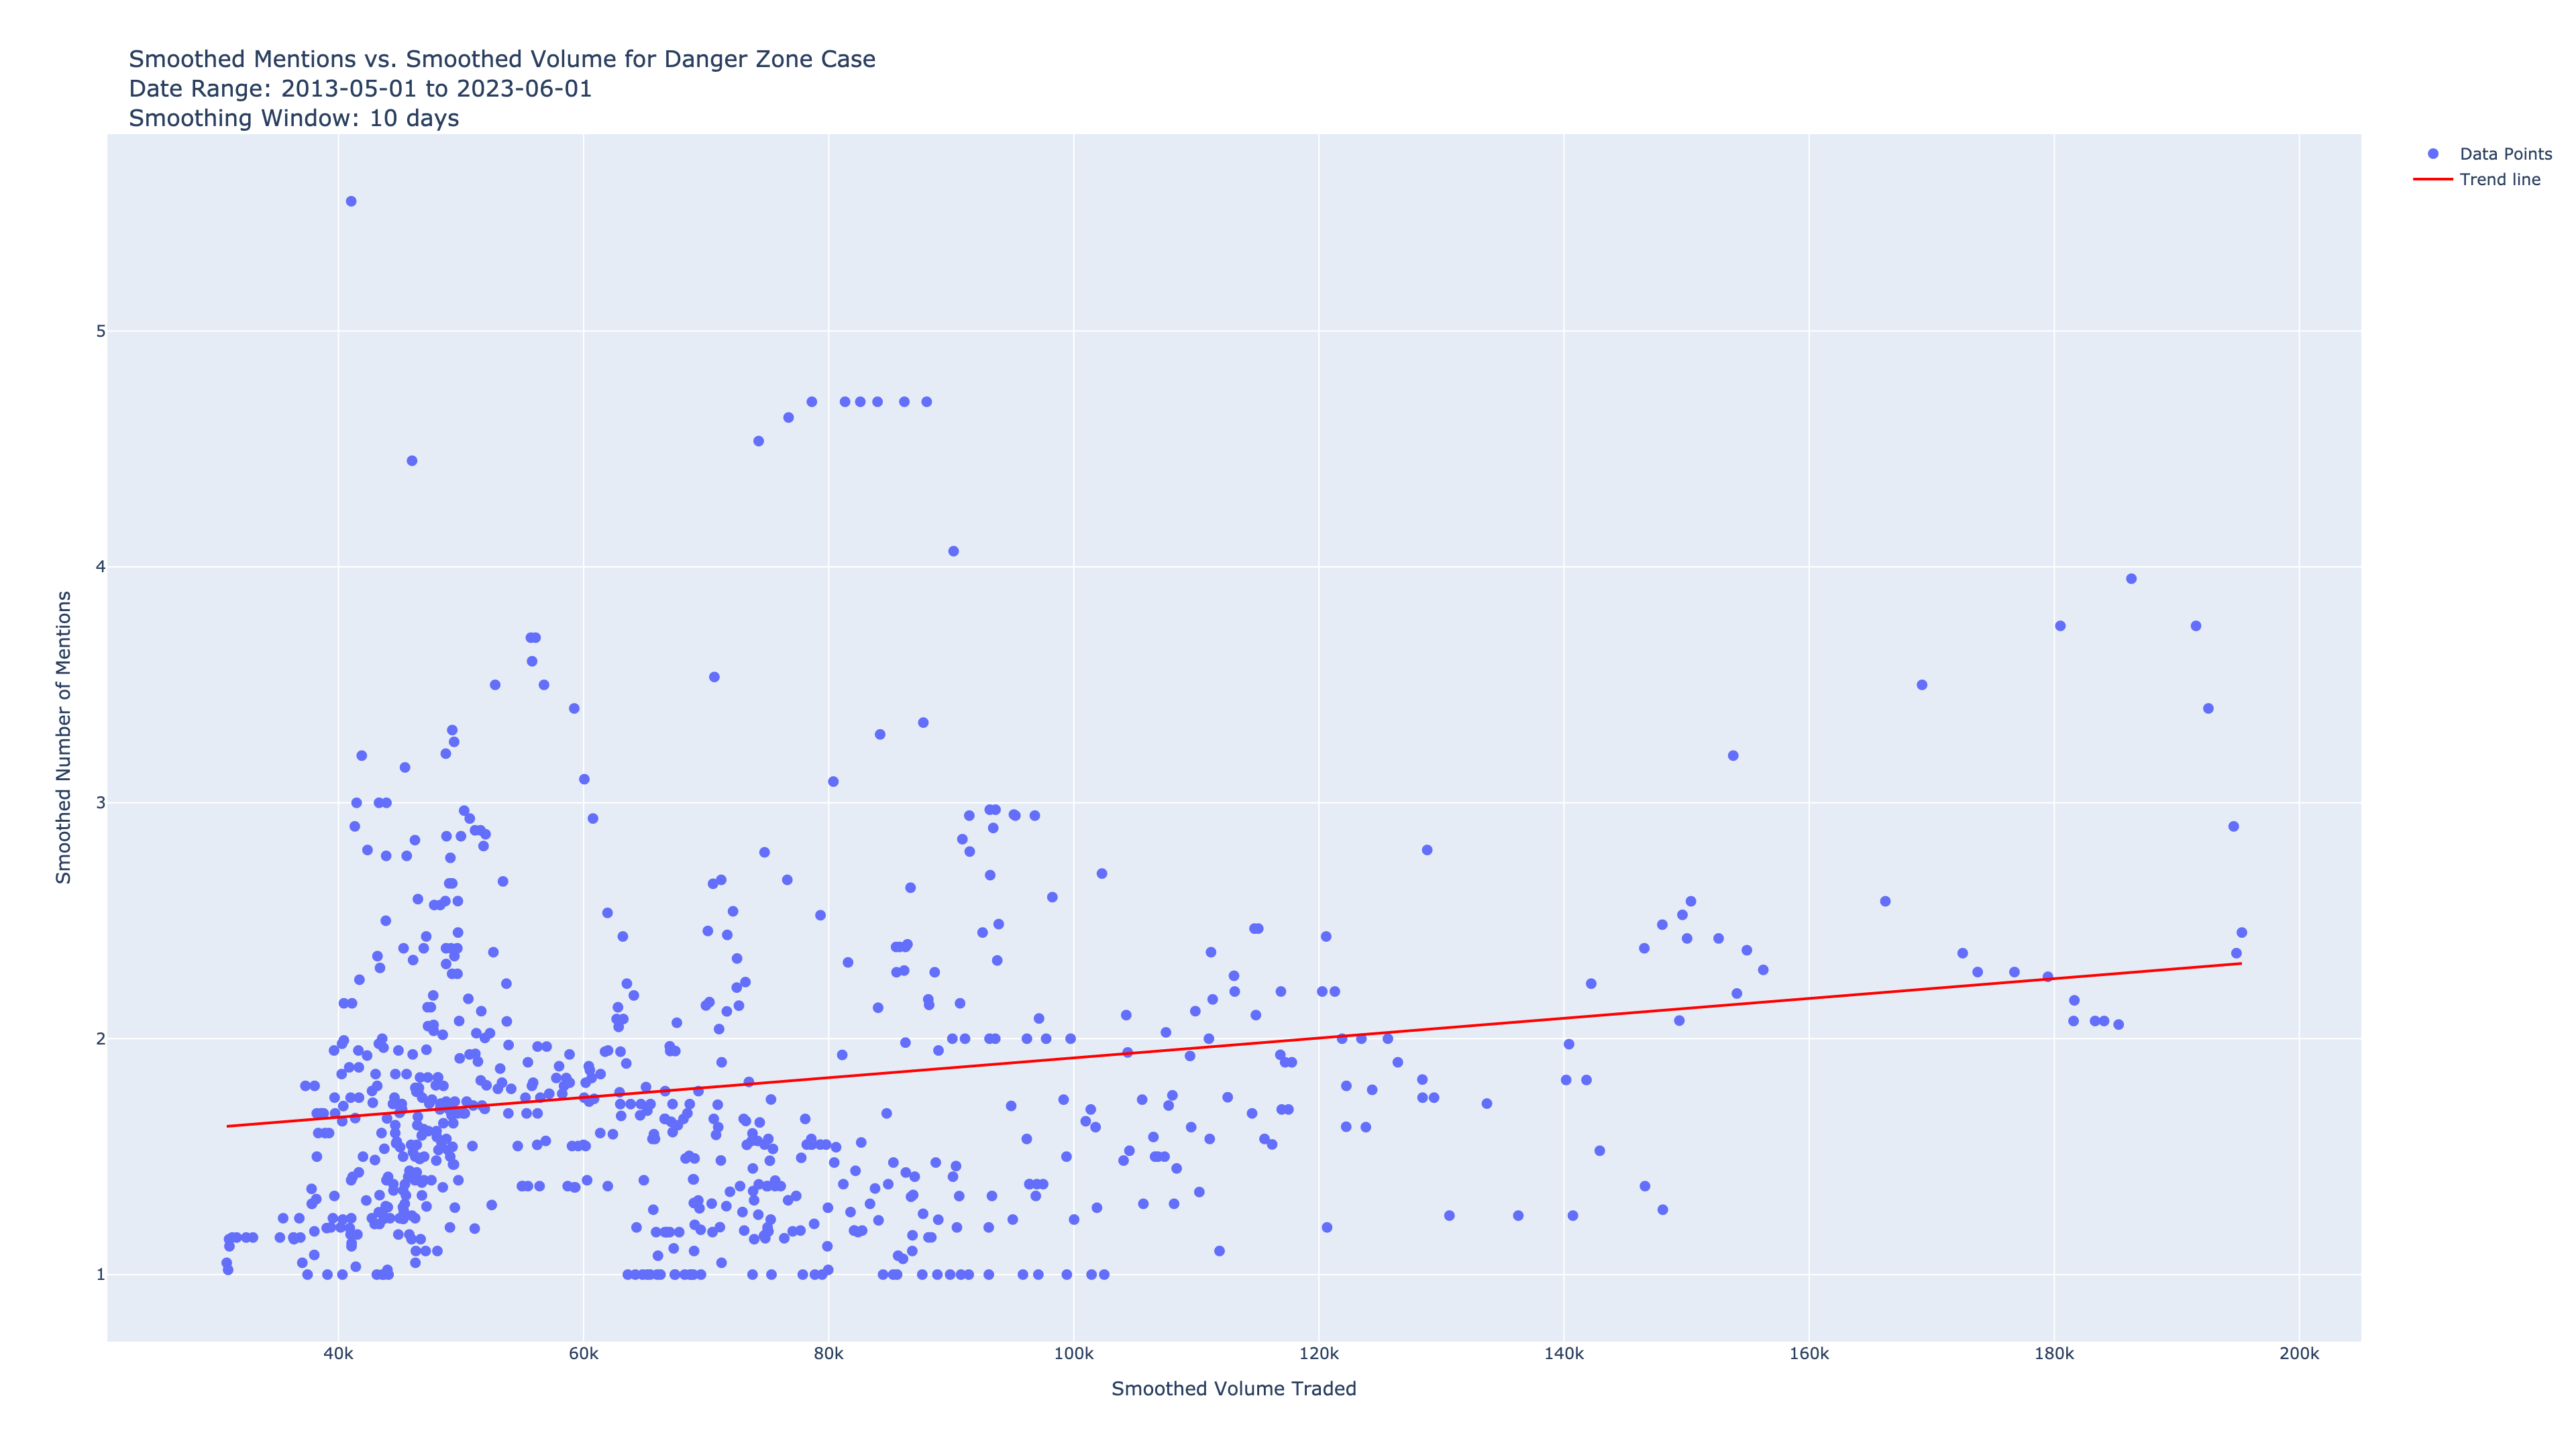 Smoothed Mentions vs. Smoothed Volume for Danger Zone Case
Date Range: 2013-05-01 to 2023-06-01
Smoothing Window: 10 days
Data Points
Trend line
5
4
3
2
1
Smoothed Number of Mentions
40k
60k
80k
100k
120k
140k
160k
180k
200k
Smoothed Volume Traded